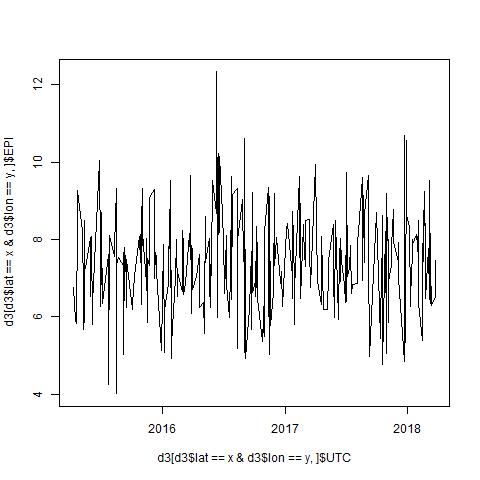 d3[d3$lat == x & d3$lon == y, ]$EPI
12
10
8
6
4
2016 2017 2018
d3[d3$lat == x & d3$lon == y, ]$UTC